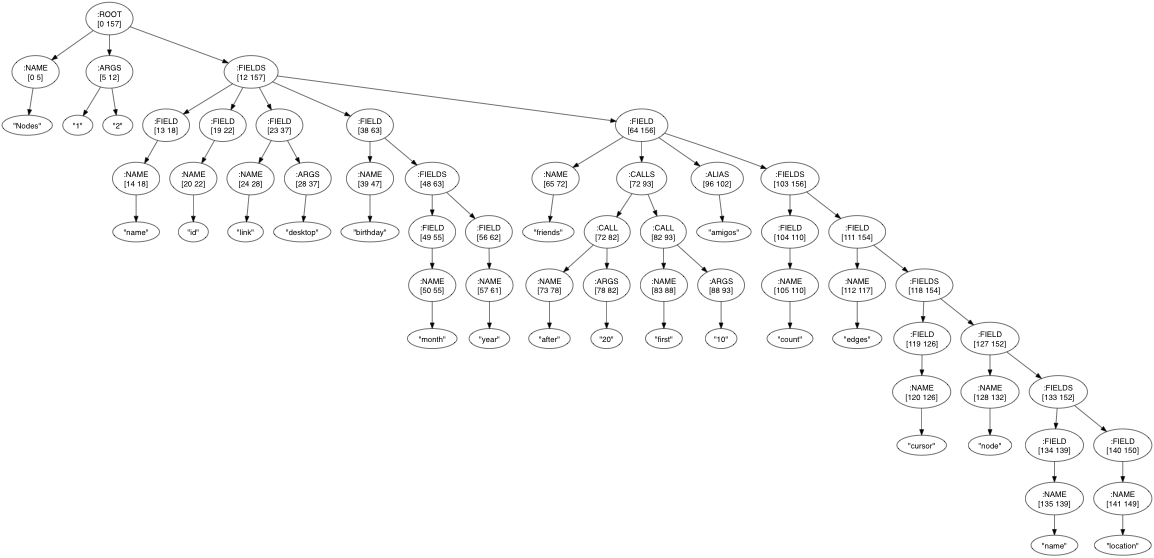 :ROOT
[0 157]
:NAME
[0 5]
:ARGS
[5 12]
:FIELDS
[12 157]
"Nodes"
"1"
"2"
:FIELD
[13 18]
:FIELD
[19 22]
:FIELD
[23 37]
:FIELD
[38 63]
:FIELD
[64 156]
:NAME
[14 18]
:NAME
[20 22]
:NAME
[24 28]
:ARGS
[28 37]
:NAME
[39 47]
:FIELDS
[48 63]
:NAME
[65 72]
:CALLS
[72 93]
:ALIAS
[96 102]
:FIELDS
[103 156]
"name"
"id"
"link"
"desktop"
"birthday"
:FIELD
[49 55]
:FIELD
[56 62]
"friends"
:CALL
[72 82]
:CALL
[82 93]
"amigos"
:FIELD
[104 110]
:FIELD
[111 154]
:NAME
[50 55]
:NAME
[57 61]
:NAME
[73 78]
:ARGS
[78 82]
:NAME
[83 88]
:ARGS
[88 93]
:NAME
[105 110]
:NAME
[112 117]
:FIELDS
[118 154]
"month"
"year"
"after"
"20"
"first"
"10"
"count"
"edges"
:FIELD
[119 126]
:FIELD
[127 152]
:NAME
[120 126]
:NAME
[128 132]
:FIELDS
[133 152]
"cursor"
"node"
:FIELD
[134 139]
:FIELD
[140 150]
:NAME
[135 139]
:NAME
[141 149]
"name"
"location"